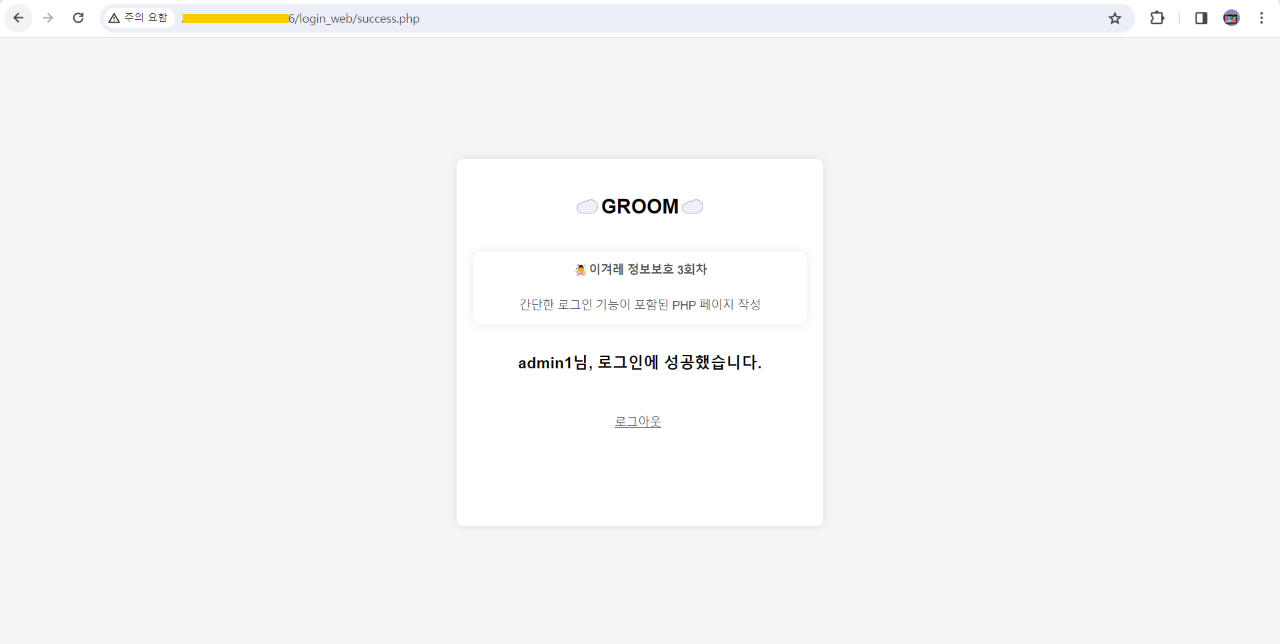 주의 요함 6/login_web/success.php
GROOM
이겨레 정보보호 3회차
간단한 로그인 기능이 포함된 PHP 페이지 작성
admin1님, 로그인에 성공했습니다.
로그아웃